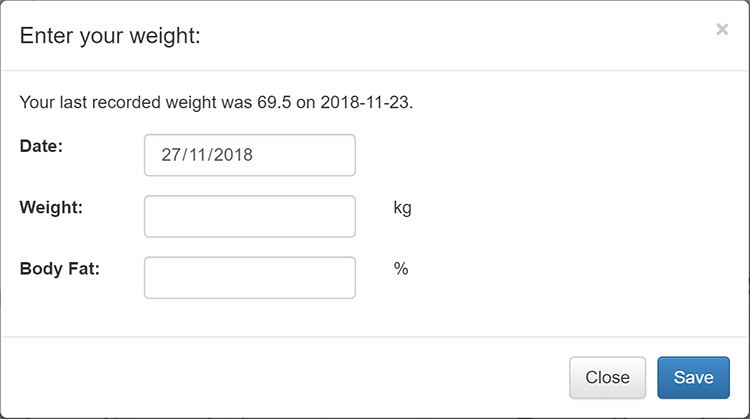 Enter your weight: ×
Your last recorded weight was 69.5 on 2018-11-23.
Date: 27/11/2018
Weight: kg
Body Fat: %
Close Save